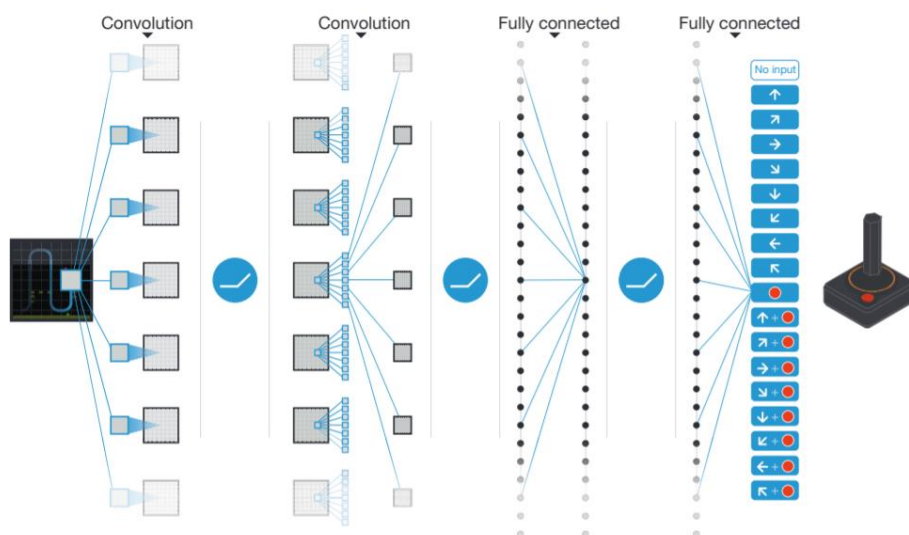 Convolution
Convolution
Fully connected
Fully connected
No input
+
+
+
+
+
+
+
+